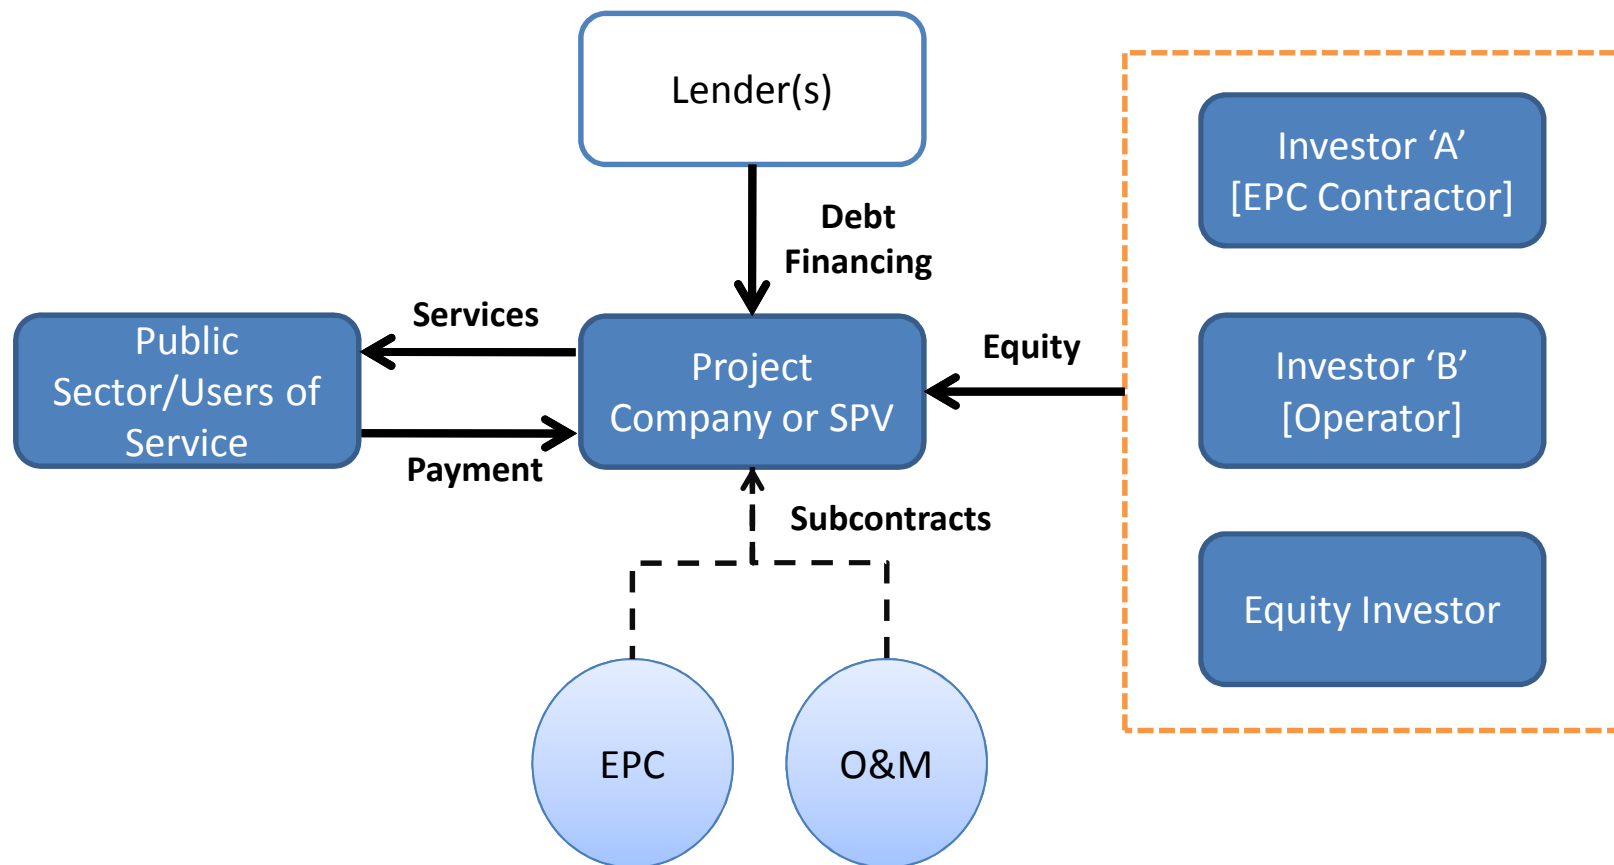 Lender(s)
Debt
Financing
Investor ‘A’
[EPC Contractor]
Services
Public
Sector/Users of
Service
Payment
Project
Company or SPV
Equity
Investor ‘B’
[Operator]
Subcontracts
Equity Investor
EPC
O&M